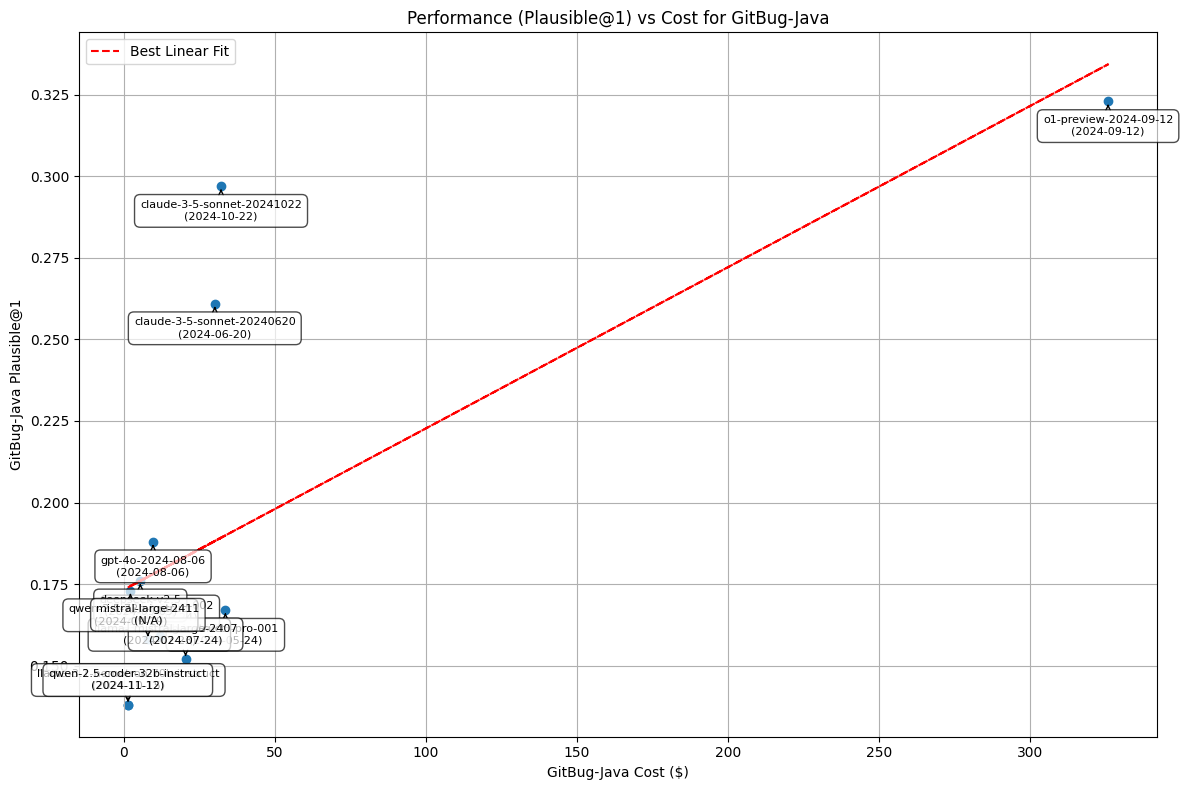 Performance (Plausible@1) vs Cost for GitBug-Java
Best Linear Fit
0.325
o1-preview-2024-09-12
(2024-09-12)
0.300
claude-3-5-sonnet-20241022
(2024-10-22)
0.275
claude-3-5-sonnet-20240620
(2024-06-20)
0.250
GitBug-Java Plausible@1
0.225
0.200
gpt-4o-2024-08-06
(2024-08-06)
0.175
mistral-large-2411
(N/A)
(2024-07-24)
0.150
qwen-2.5-coder-32b-instruct
(2024-11-12)
0 50 100 150 200 250 300
GitBug-Java Cost ($)